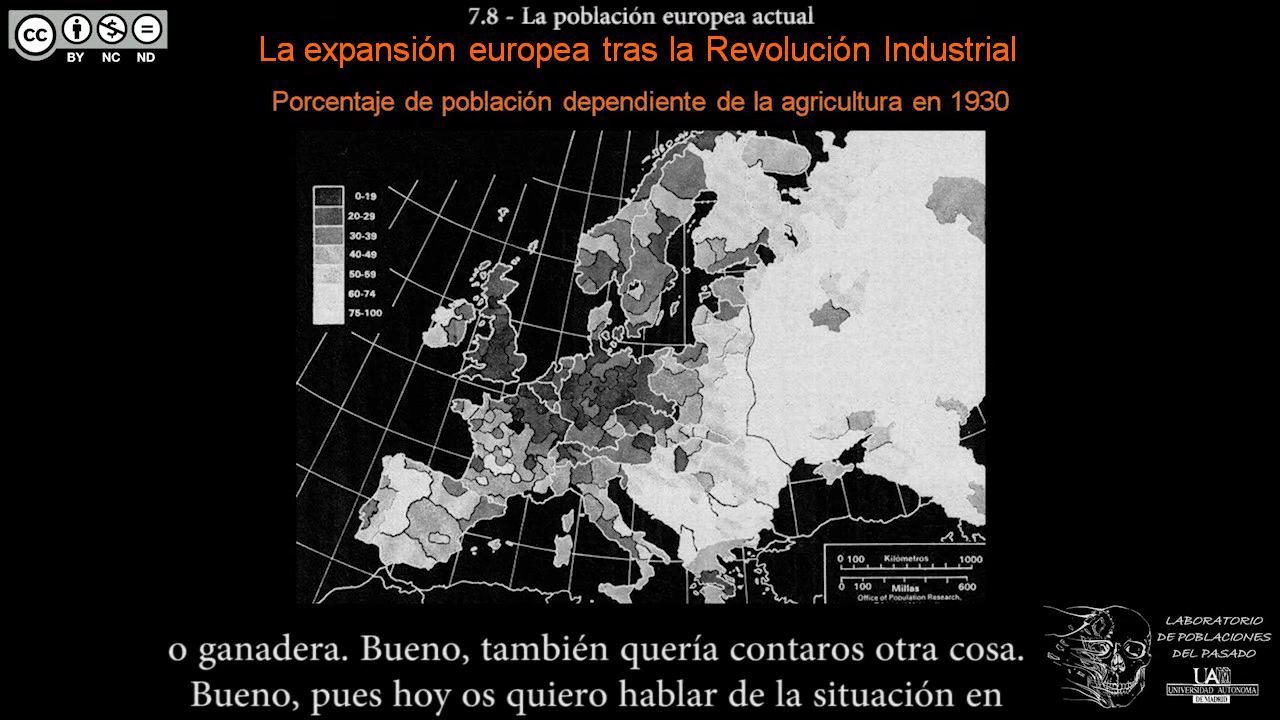 7.8 - La población europea actual
La expansión europea tras la Revolución Industrial
Porcentaje de población dependiente de la agricultura en 1930
cc
BY NC ND
0-19
20-29
30-39
40-49
50-59
60-74
75-100
0 100 Kilómetros 1000
0 100 Millas 600
Office of Population Research,
o ganadera. Bueno, también quería contaros otra cosa.
Bueno, pues hoy os quiero hablar de la situación en
LABORATORIO
DE POBLACIONES
DEL PASADO
UAM
UNIVERSIDAD AUTONOMA
DE MADRID